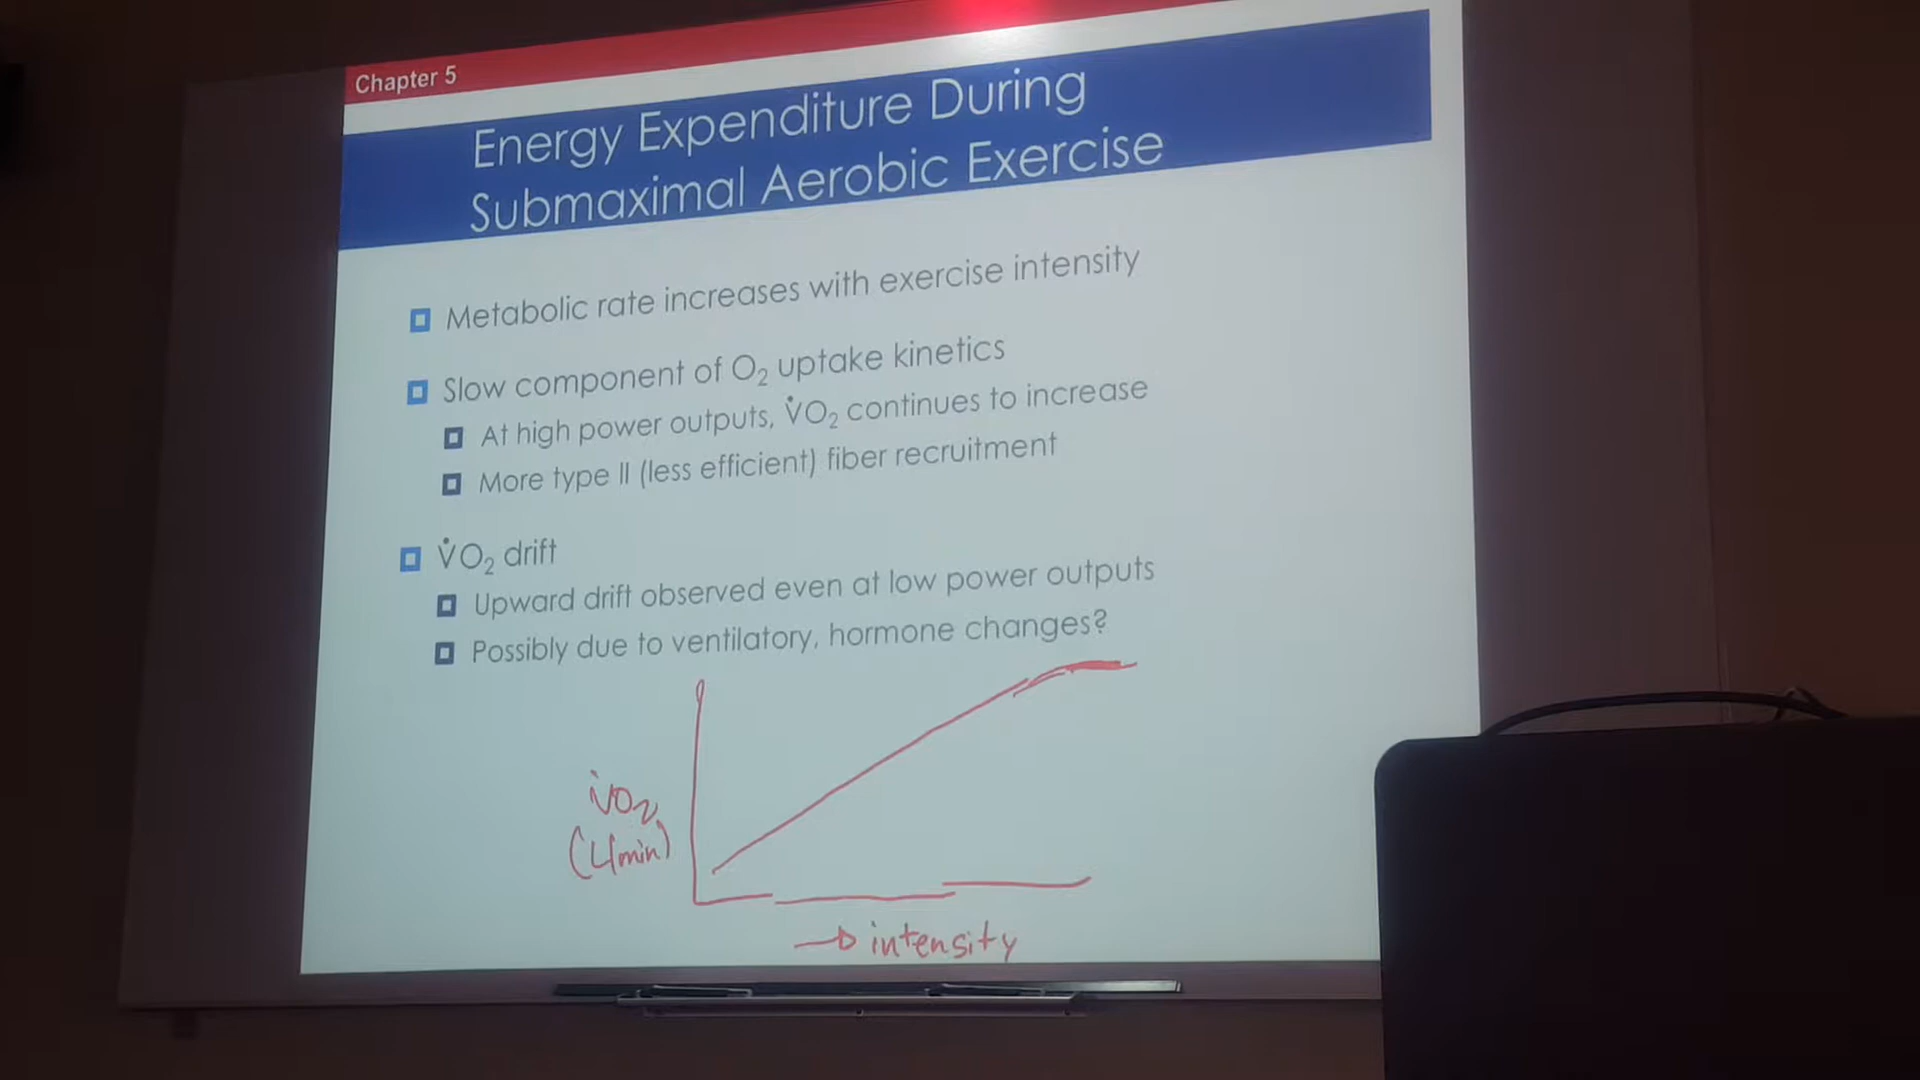 Chapter 5
Energy Expenditure During
Submaximal Aerobic Exercise
Metabolic rate increases with exercise intensity
Slow component of O₂ uptake kinetics
At high power outputs, V̇O₂ continues to increase
More type II (less efficient) fiber recruitment
V̇O₂ drift
Upward drift observed even at low power outputs
Possibly due to ventilatory, hormone changes?
V̇O₂
(L/min)
→ intensity